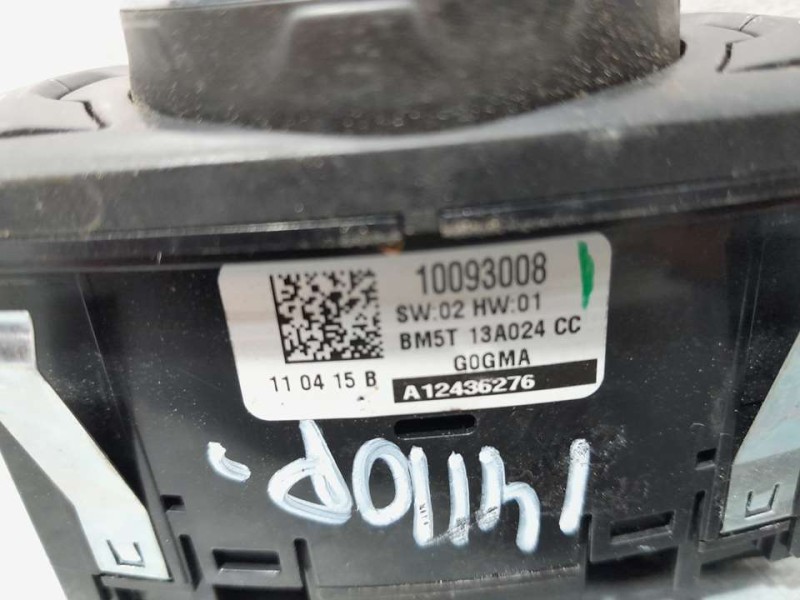 10093008
SW:02 HW:01
BM5T 13A024 CC
G0GMA
11 04 15 B
A12436276